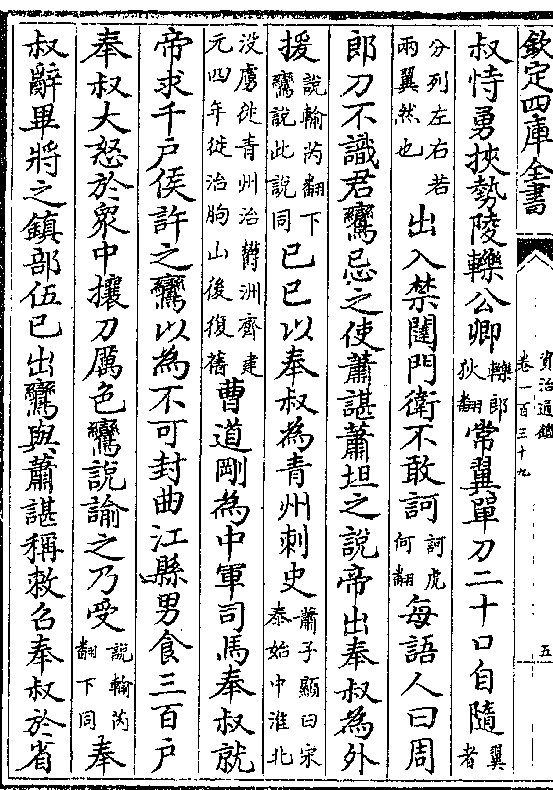 欽定四庫全書
資治通鑑
卷一百三十九
五
叔恃勇挾勢陵轢公卿轢郎狄翻常翼單刀二十口自隨翼者
分列左右若兩翼然也出入禁闥門衛不敢訶訶虎何翻每語人曰周
郎刀不識君鸞忌之使蕭諶蕭坦之說帝出奉叔為外
援說輸芮翻下鸞說此說同己巳以奉叔為青州刺史蕭子顯曰宋泰始中淮北
没虜徙青州治鬱洲齊建元四年徙治朐山後復舊曹道剛為中軍司馬奉叔就
帝求千戶侯許之鸞以為不可封曲江縣男食三百戶
奉叔大怒於衆中攘刀厲色鸞說諭之乃受說輸芮翻下同奉
叔辭畢將之鎮部伍已出鸞與蕭諶稱敕召奉叔於省